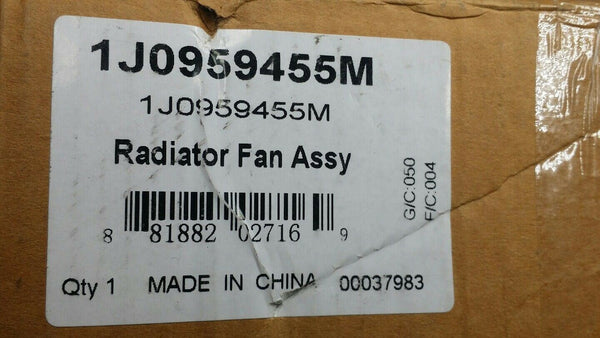 1J0959455M
1J0959455M
Radiator Fan Assy
8 81882 02716 9
G/C:050
F/C:004
Qty 1 MADE IN CHINA 00037983